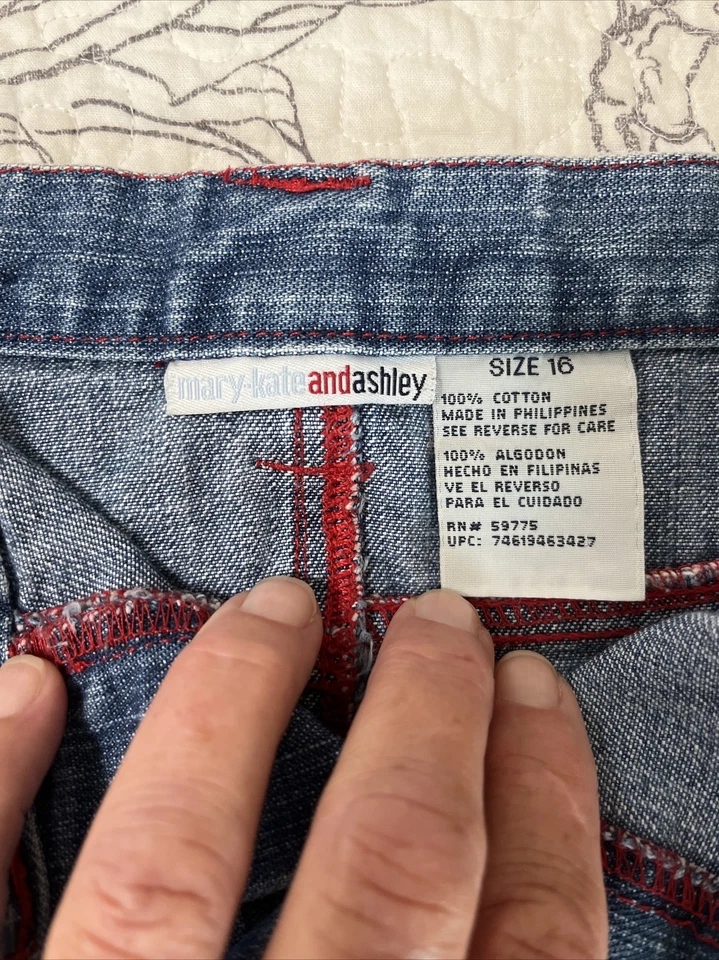 mary-kateandashley
SIZE 16
100% COTTON
MADE IN PHILIPPINES
SEE REVERSE FOR CARE
100% ALGODON
HECHO EN FILIPINAS
VE EL REVERSO
PARA EL CUIDADO
RN# 59775
UPC: 74619463427